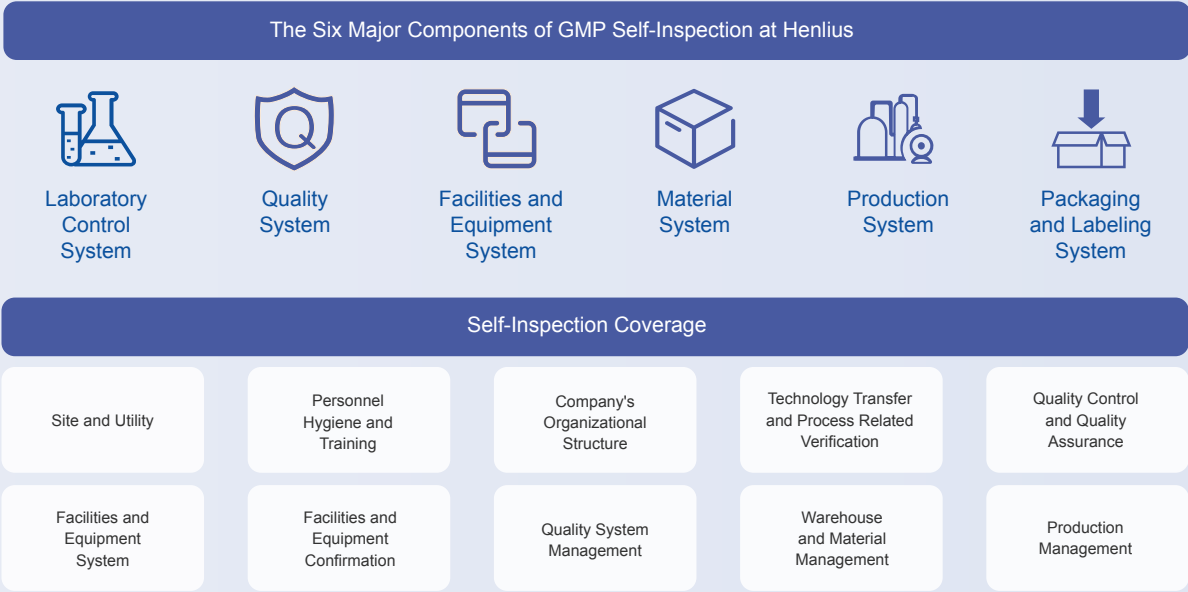 The Six Major Components of GMP Self-Inspection at Henlius
Q
Laboratory
Control
System
Quality
System
Facilities and
Equipment
System
Material
System
Production
System
Packaging
and Labeling
System
Self-Inspection Coverage
Site and Utility
Personnel
Hygiene and
Training
Company's
Organizational
Structure
Technology Transfer
and Process Related
Verification
Quality Control
and Quality
Assurance
Facilities and
Equipment
System
Facilities and
Equipment
Confirmation
Quality System
Management
Warehouse
and Material
Management
Production
Management